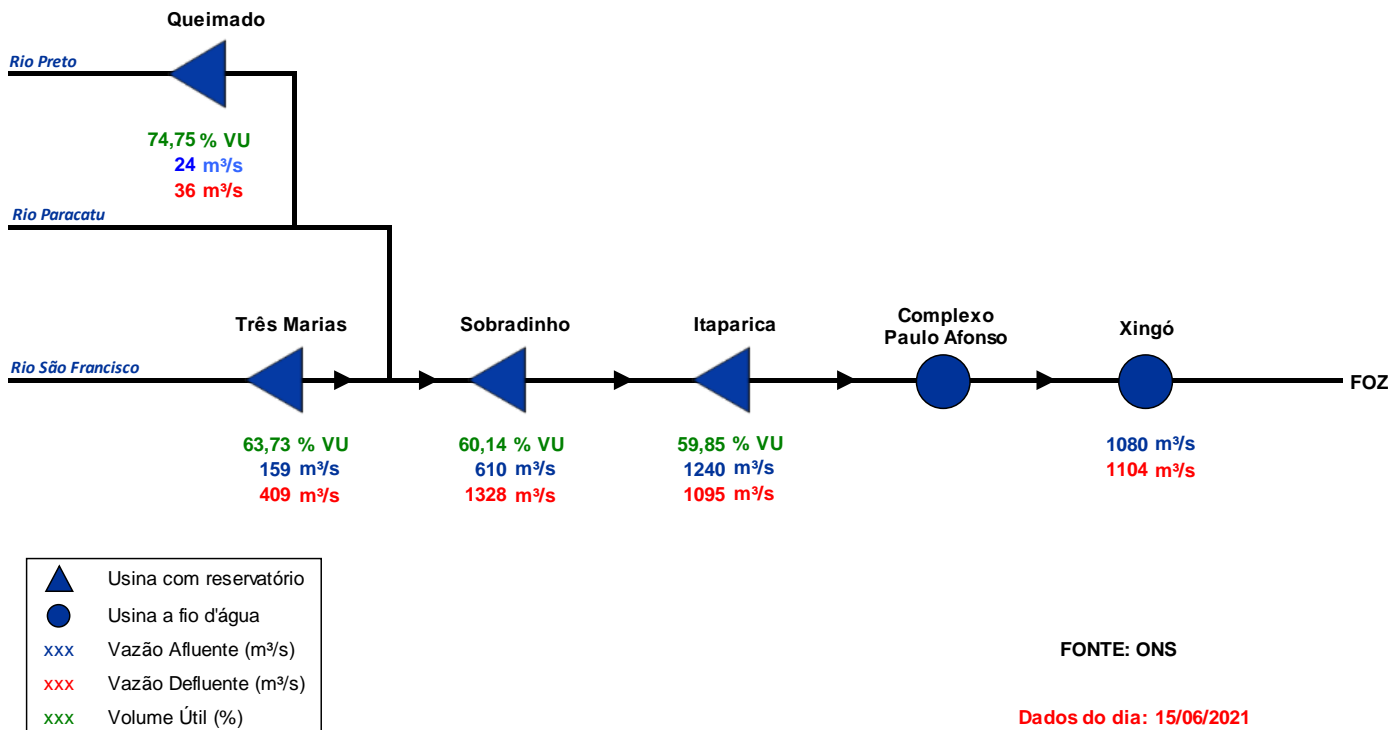 Queimado
Rio Preto
74,75 % VU
24 m³/s
36 m³/s
Rio Paracatu
Três Marias
Sobradinho
Itaparica
Complexo
Paulo Afonso
Xingó
Rio São Francisco
FOZ
63,73 % VU
159 m³/s
409 m³/s
60,14 % VU
610 m³/s
1328 m³/s
59,85 % VU
1240 m³/s
1095 m³/s
1080 m³/s
1104 m³/s
Usina com reservatório
Usina a fio d'água
xxx Vazão Afluente (m³/s)
xxx Vazão Defluente (m³/s)
xxx Volume Útil (%)
FONTE: ONS
Dados do dia: 15/06/2021